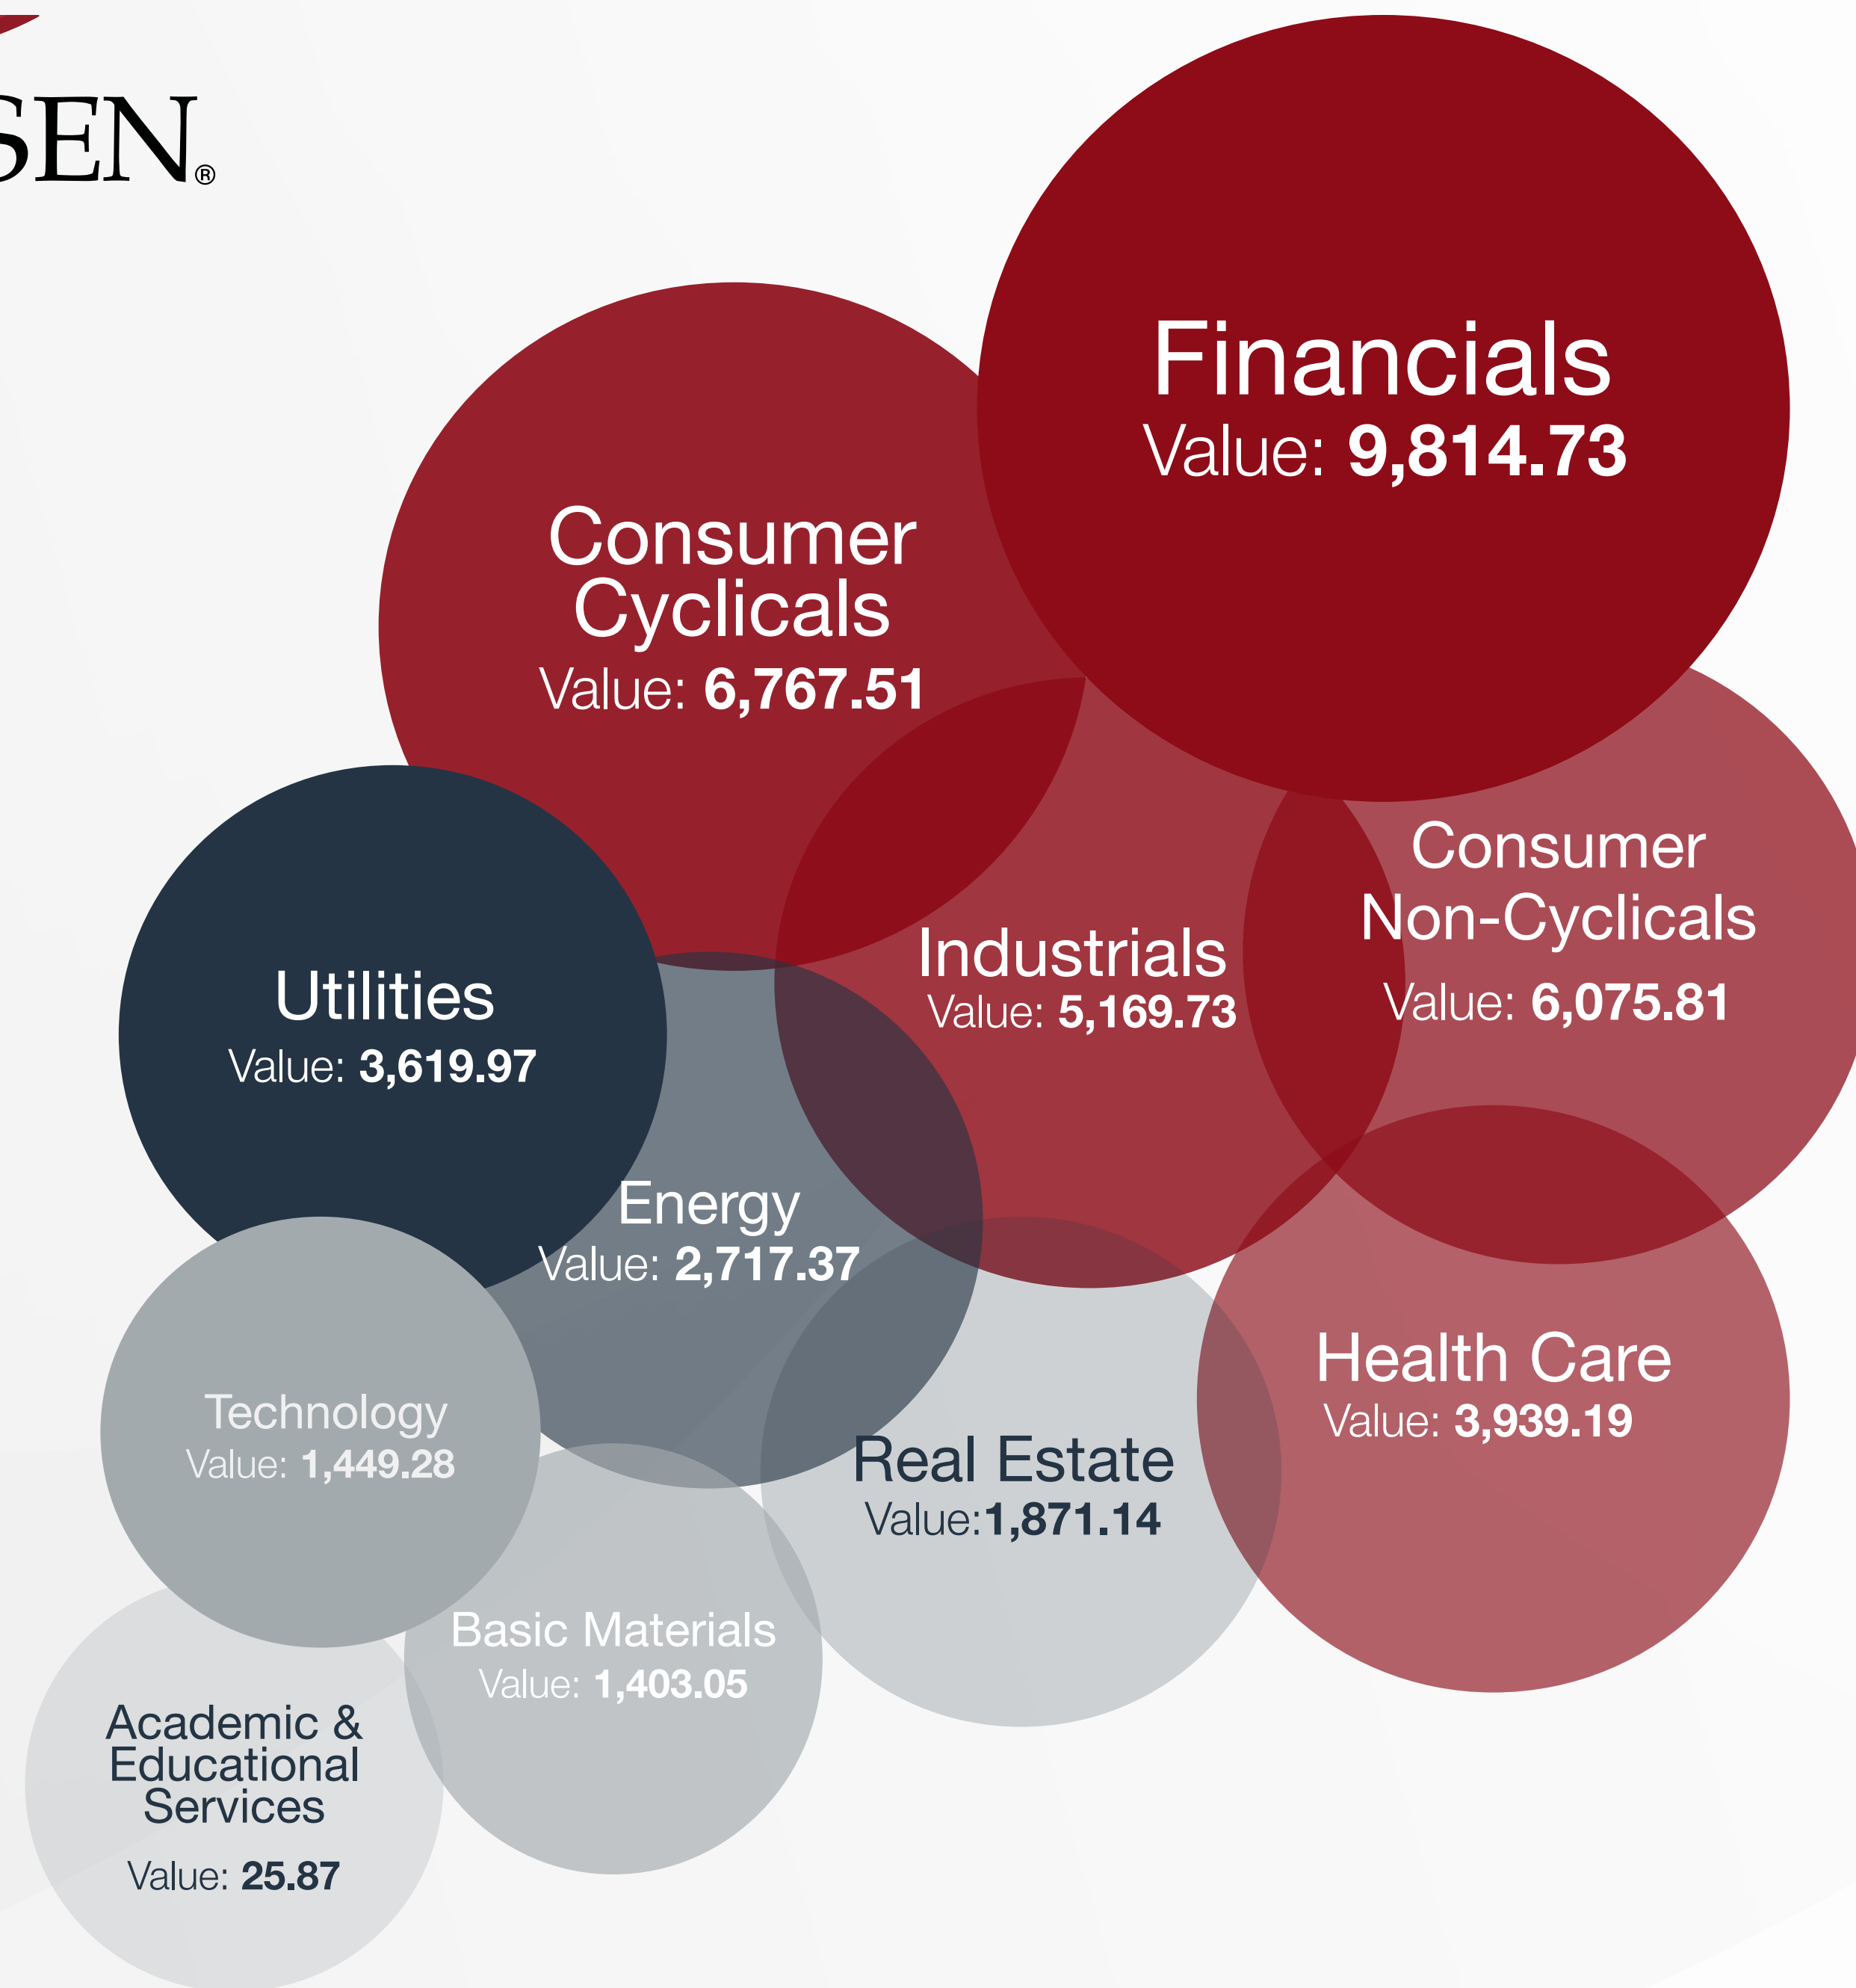 SEN®
Financials
Value: 9,814.73
Consumer
Cyclicals
Value: 6,767.51
Consumer
Non-Cyclicals
Value: 6,075.81
Industrials
Value: 5,169.73
Utilities
Value: 3,619.97
Energy
Value: 2,717.37
Health Care
Value: 3,939.19
Technology
Value: 1,449.28
Real Estate
Value:1,871.14
Basic Materials
Value: 1,403.05
Academic &
Educational
Services
Value: 25.87